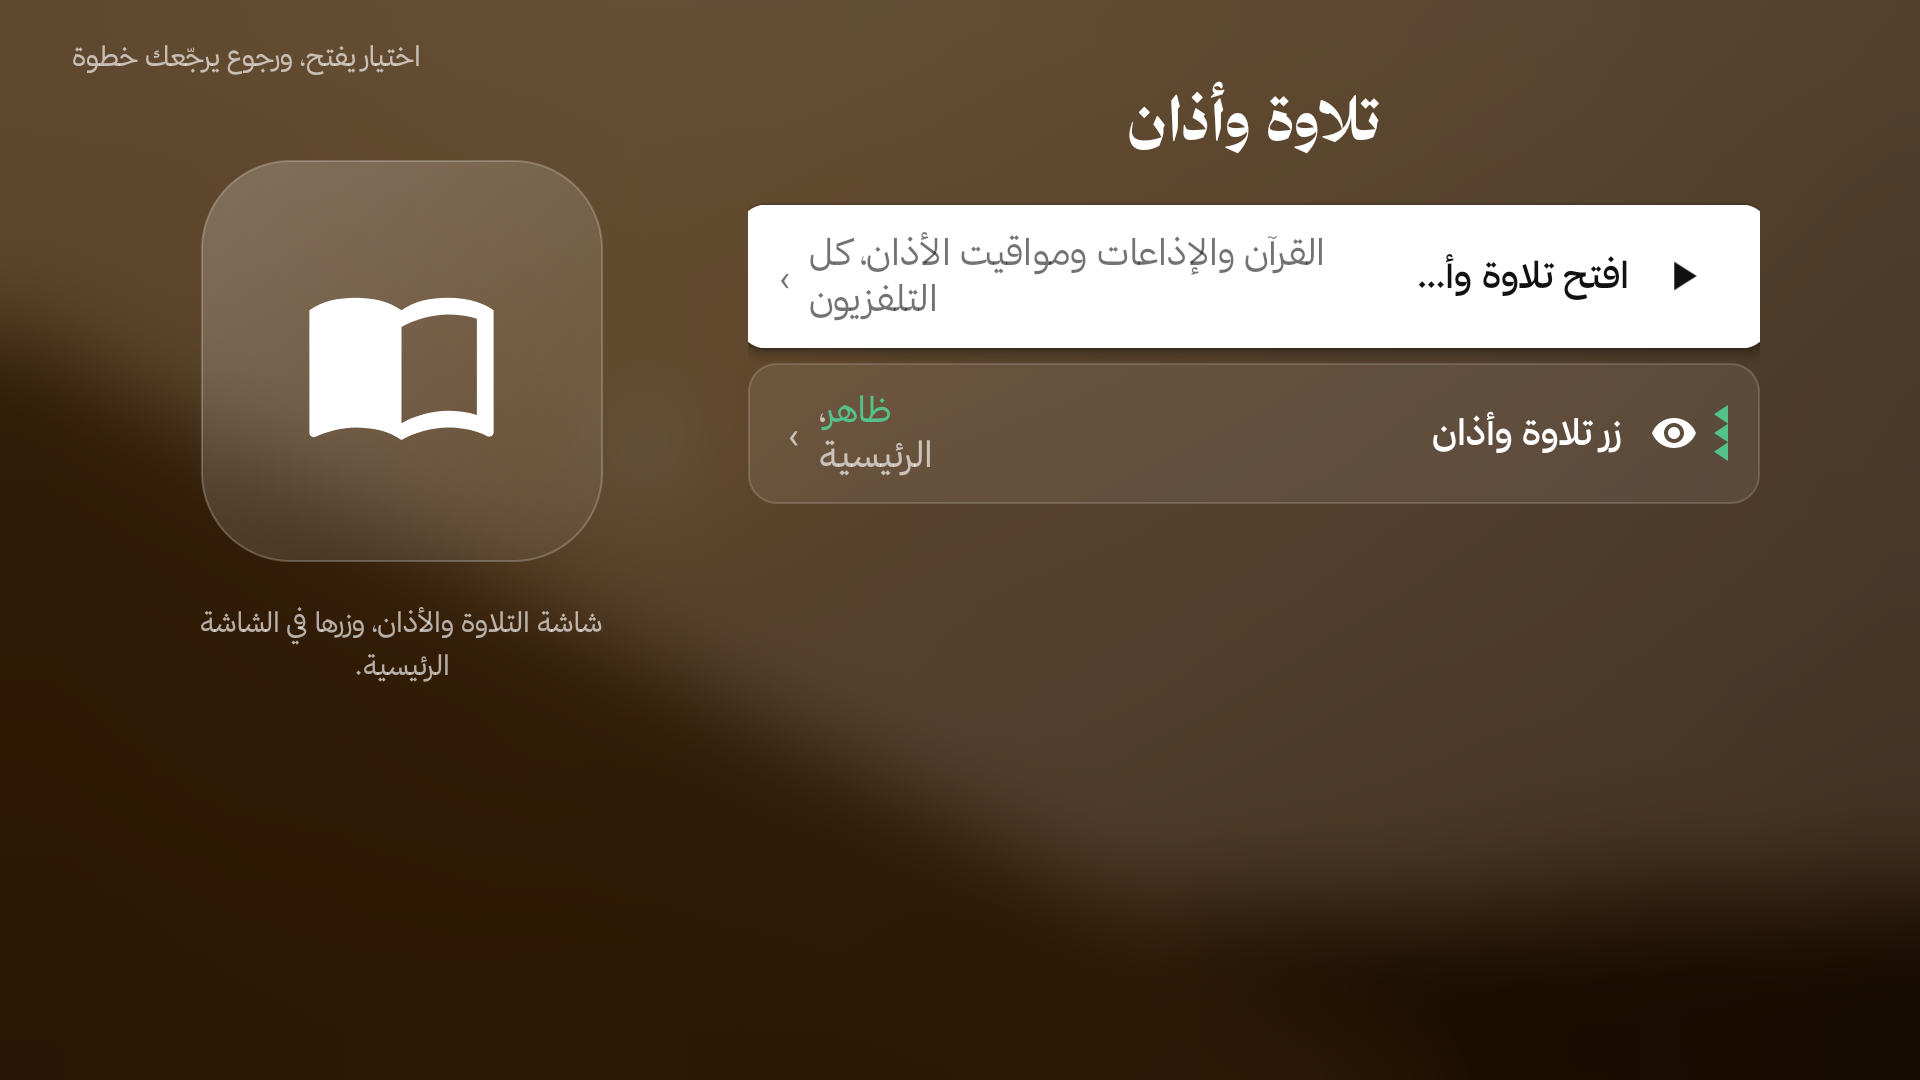 اختيار يفتح، ورجوع يرجّعك خطوة
تلاوة وأذان
افتح تلاوة وأ...
القرآن والإذاعات ومواقيت الأذان، كل
التلفزيون
زر تلاوة وأذان
ظاهر،
الرئيسية
شاشة التلاوة والأذان، وزرها في الشاشة
الرئيسية.